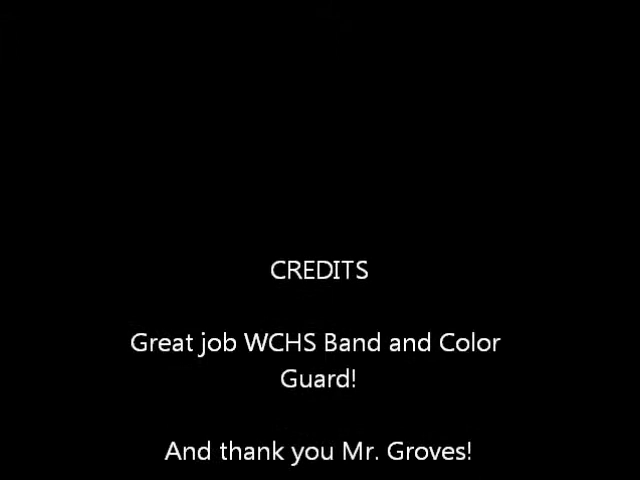 CREDITS
Great job WCHS Band and Color
Guard!
And thank you Mr. Groves!